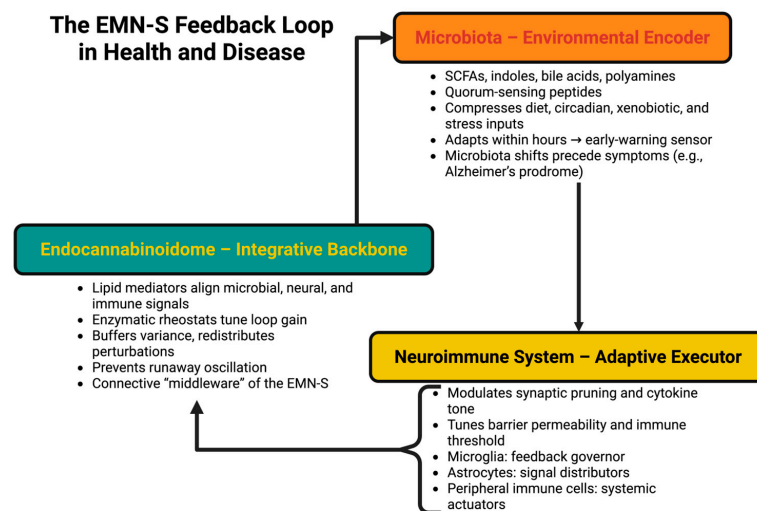 The EMN-S Feedback Loop
in Health and Disease
Microbiota – Environmental Encoder
• SCFAs, indoles, bile acids, polyamines
• Quorum-sensing peptides
• Compresses diet, circadian, xenobiotic, and
stress inputs
• Adapts within hours → early-warning sensor
• Microbiota shifts precede symptoms (e.g.,
Alzheimer's prodrome)
Endocannabinoidome – Integrative Backbone
• Lipid mediators align microbial, neural, and
immune signals
• Enzymatic rheostats tune loop gain
• Buffers variance, redistributes
perturbations
• Prevents runaway oscillation
• Connective “middleware” of the EMN-S
Neuroimmune System – Adaptive Executor
• Modulates synaptic pruning and cytokine
tone
• Tunes barrier permeability and immune
threshold
• Microglia: feedback governor
• Astrocytes: signal distributors
• Peripheral immune cells: systemic
actuators